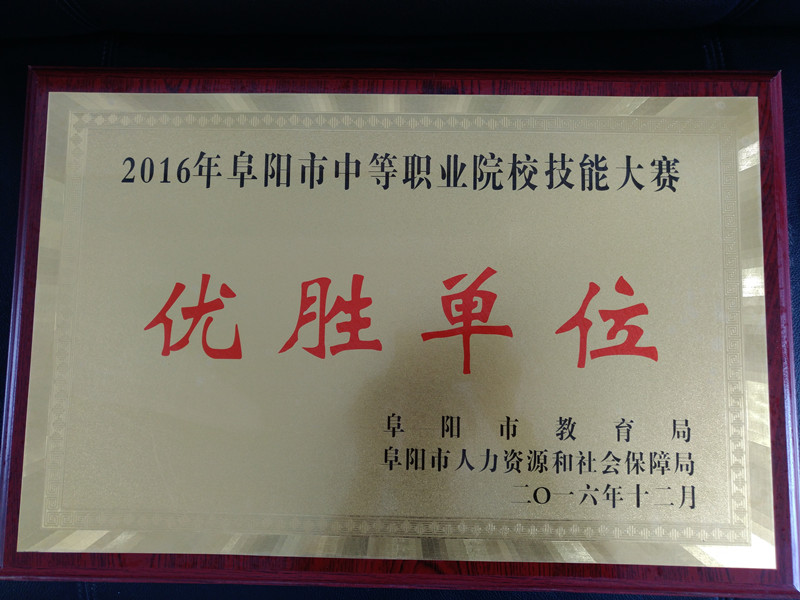 2016年阜阳市中等职业院校技能大赛
优胜单位
阜阳市教育局
阜阳市人力资源和社会保障局
二〇一六年十二月